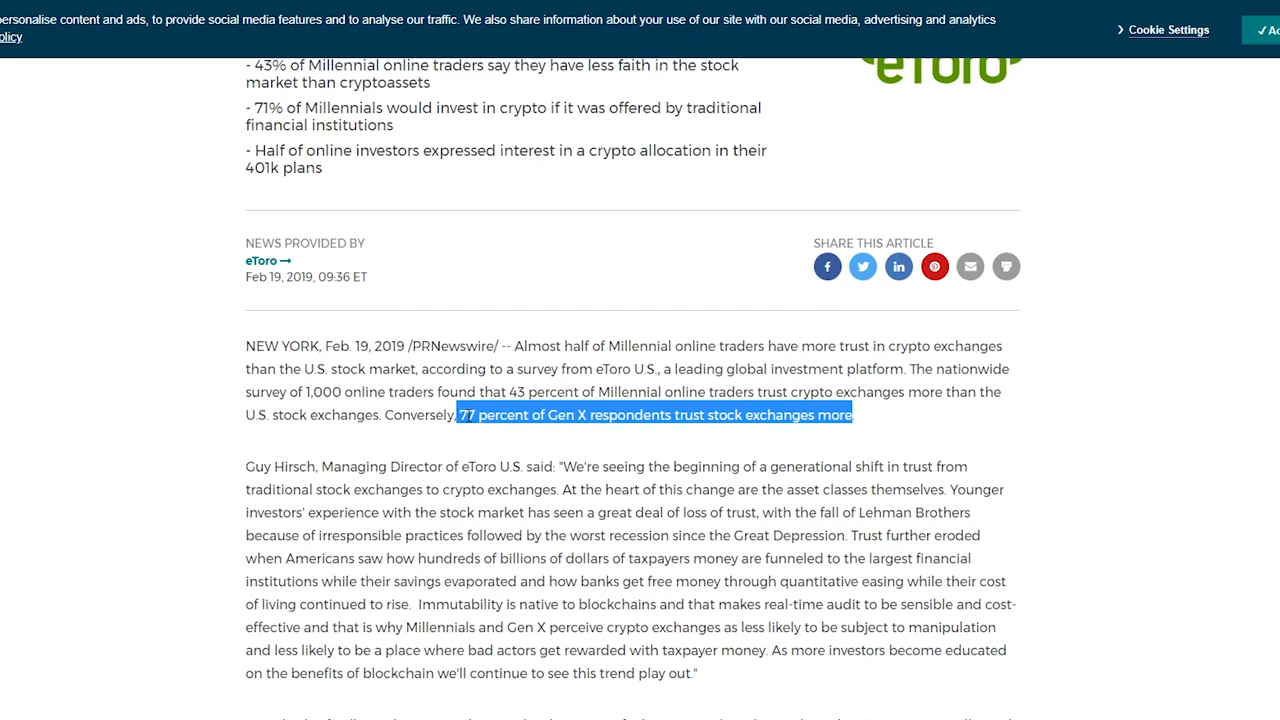 ersonalise content and ads, to provide social media features and to analyse our traffic. We also share information about your use of our site with our social media, advertising and analytics
olicy
Cookie Settings
✓ Ac
- 43% of Millennial online traders say they have less faith in the stock
market than cryptoassets
eToro
- 71% of Millennials would invest in crypto if it was offered by traditional
financial institutions
- Half of online investors expressed interest in a crypto allocation in their
401k plans
NEWS PROVIDED BY
eToro →
Feb 19, 2019, 09:36 ET
SHARE THIS ARTICLE
NEW YORK, Feb. 19, 2019 /PRNewswire/ -- Almost half of Millennial online traders have more trust in crypto exchanges
than the U.S. stock market, according to a survey from eToro U.S., a leading global investment platform. The nationwide
survey of 1,000 online traders found that 43 percent of Millennial online traders trust crypto exchanges more than the
U.S. stock exchanges. Conversely, 77 percent of Gen X respondents trust stock exchanges more.
Guy Hirsch, Managing Director of eToro U.S. said: "We're seeing the beginning of a generational shift in trust from
traditional stock exchanges to crypto exchanges. At the heart of this change are the asset classes themselves. Younger
investors' experience with the stock market has seen a great deal of loss of trust, with the fall of Lehman Brothers
because of irresponsible practices followed by the worst recession since the Great Depression. Trust further eroded
when Americans saw how hundreds of billions of dollars of taxpayers money are funneled to the largest financial
institutions while their savings evaporated and how banks get free money through quantitative easing while their cost
of living continued to rise.  Immutability is native to blockchains and that makes real-time audit to be sensible and cost-
effective and that is why Millennials and Gen X perceive crypto exchanges as less likely to be subject to manipulation
and less likely to be a place where bad actors get rewarded with taxpayer money. As more investors become educated
on the benefits of blockchain we'll continue to see this trend play out."